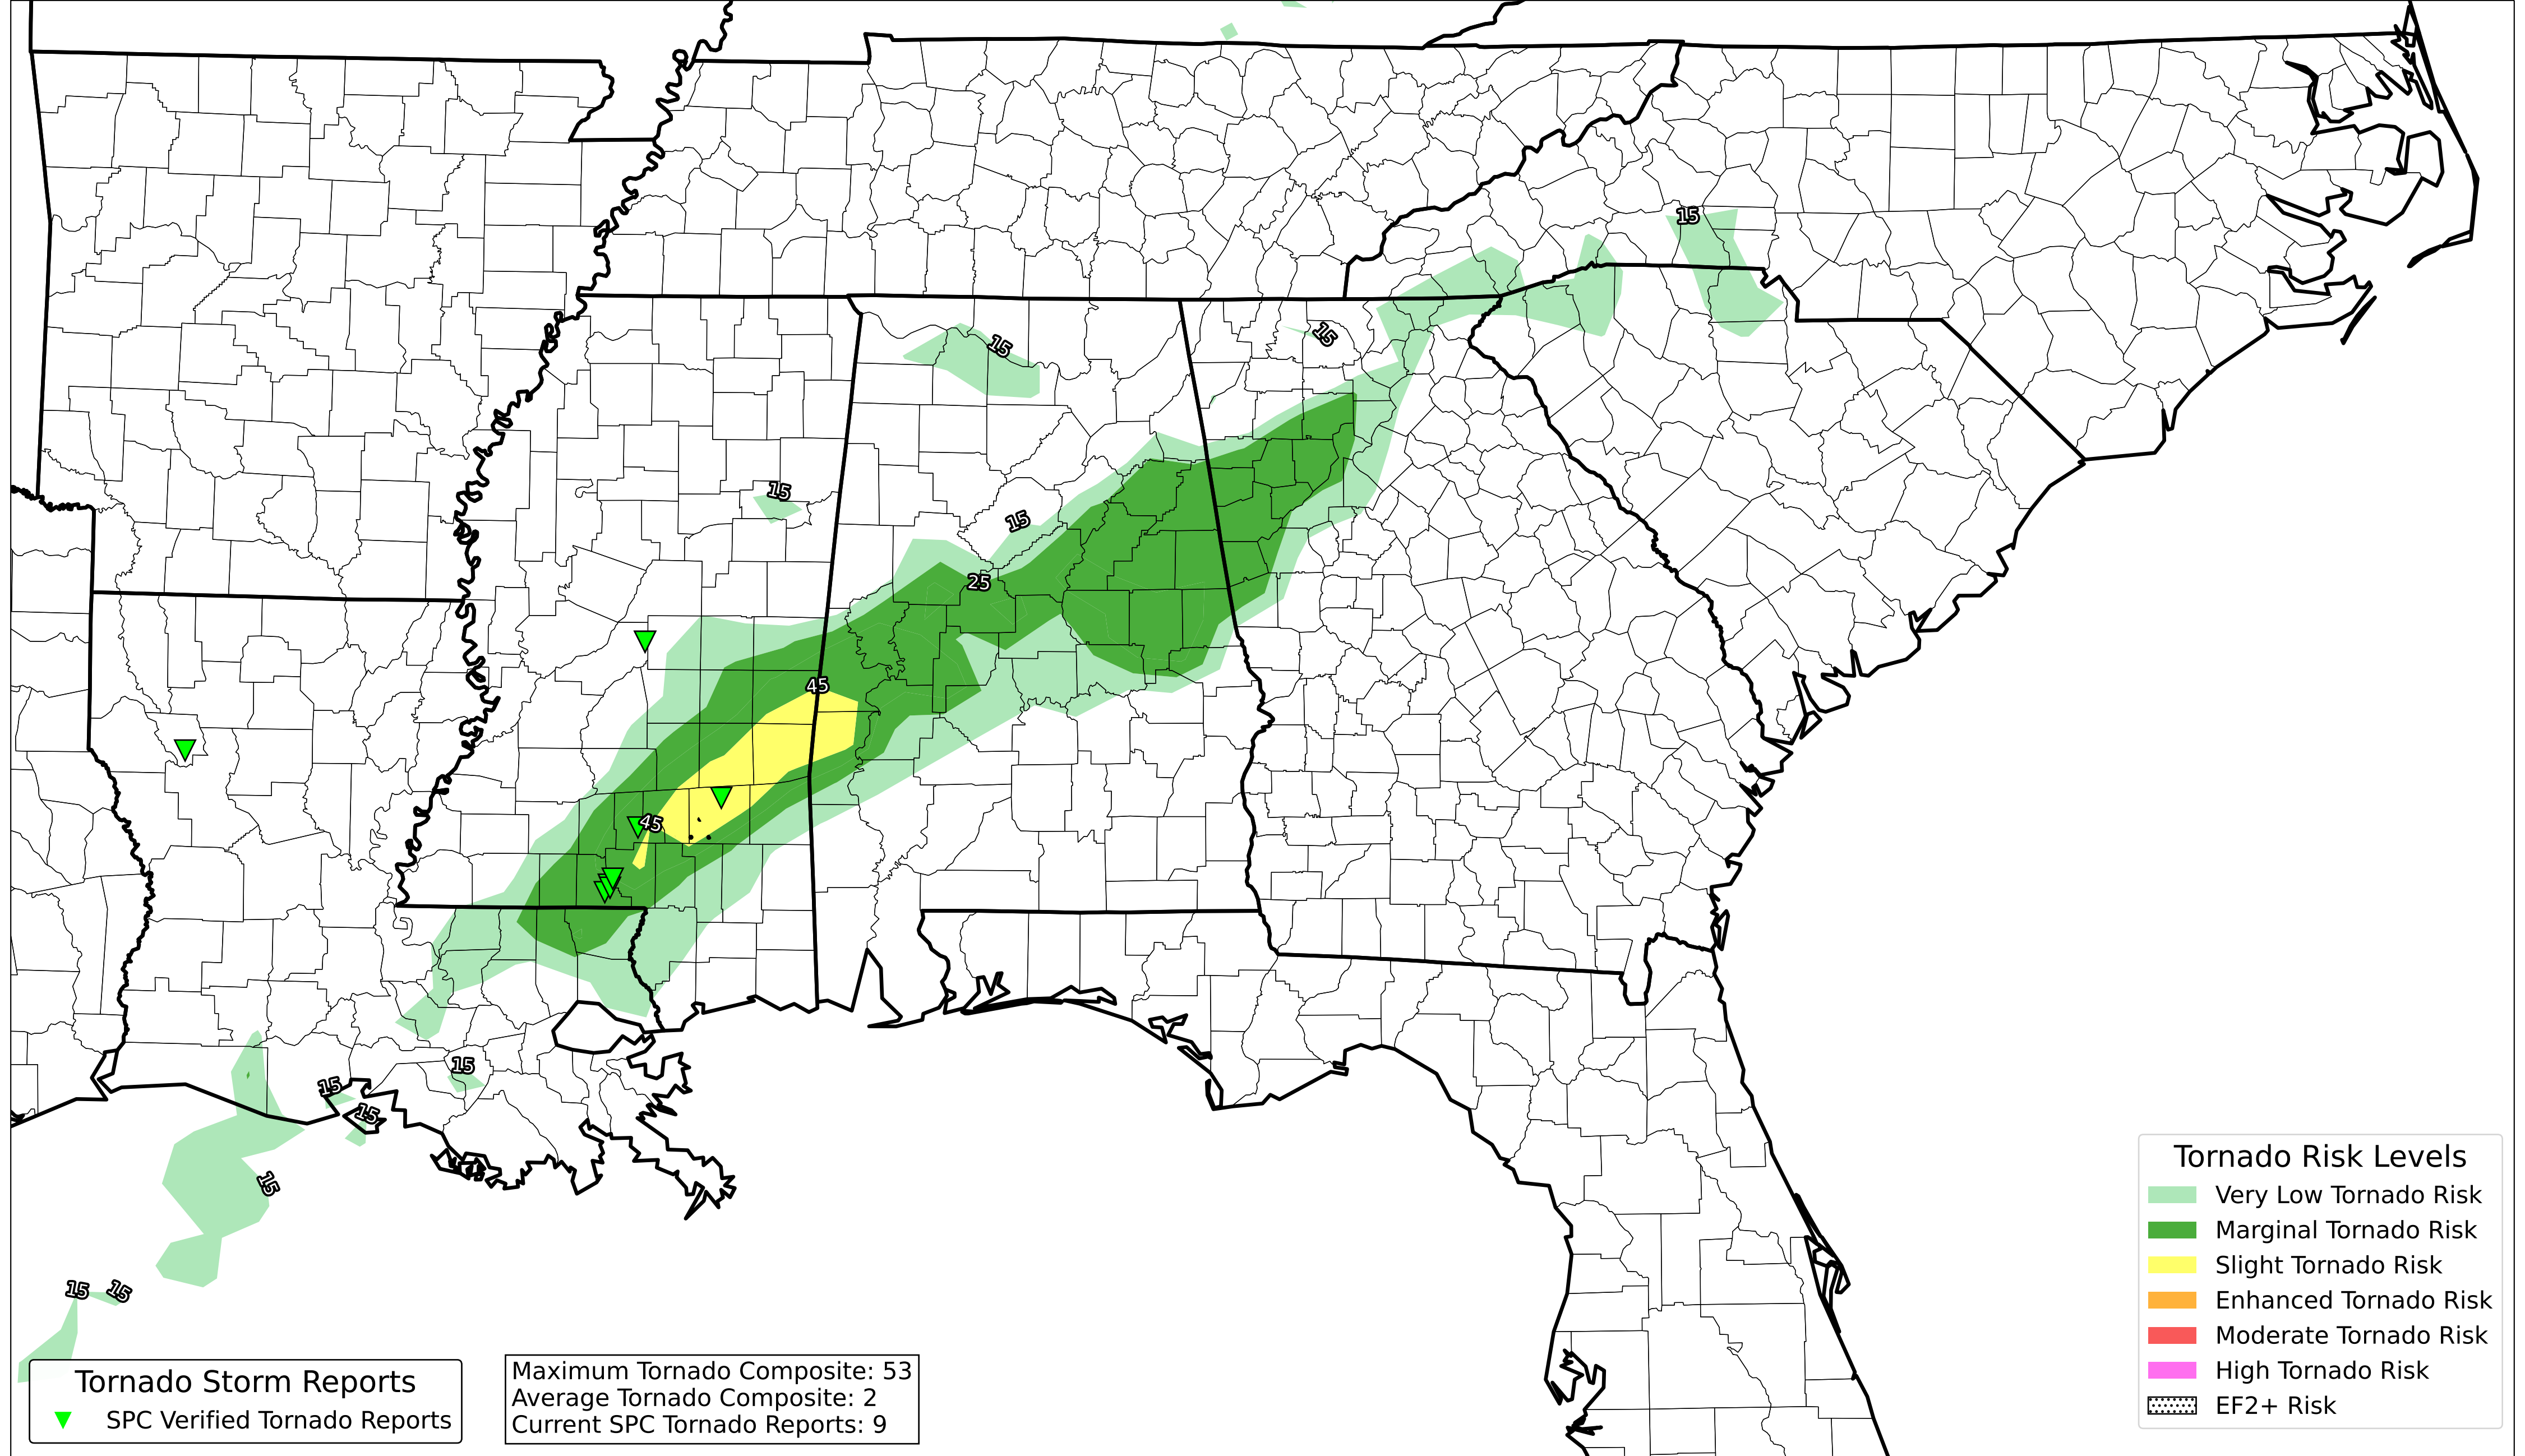 15
15
15
15
15
25
45
45
15
15
15
15
15
15
Tornado Storm Reports
SPC Verified Tornado Reports
Maximum Tornado Composite: 53
Average Tornado Composite: 2
Current SPC Tornado Reports: 9
Tornado Risk Levels
Very Low Tornado Risk
Marginal Tornado Risk
Slight Tornado Risk
Enhanced Tornado Risk
Moderate Tornado Risk
High Tornado Risk
EF2+ Risk